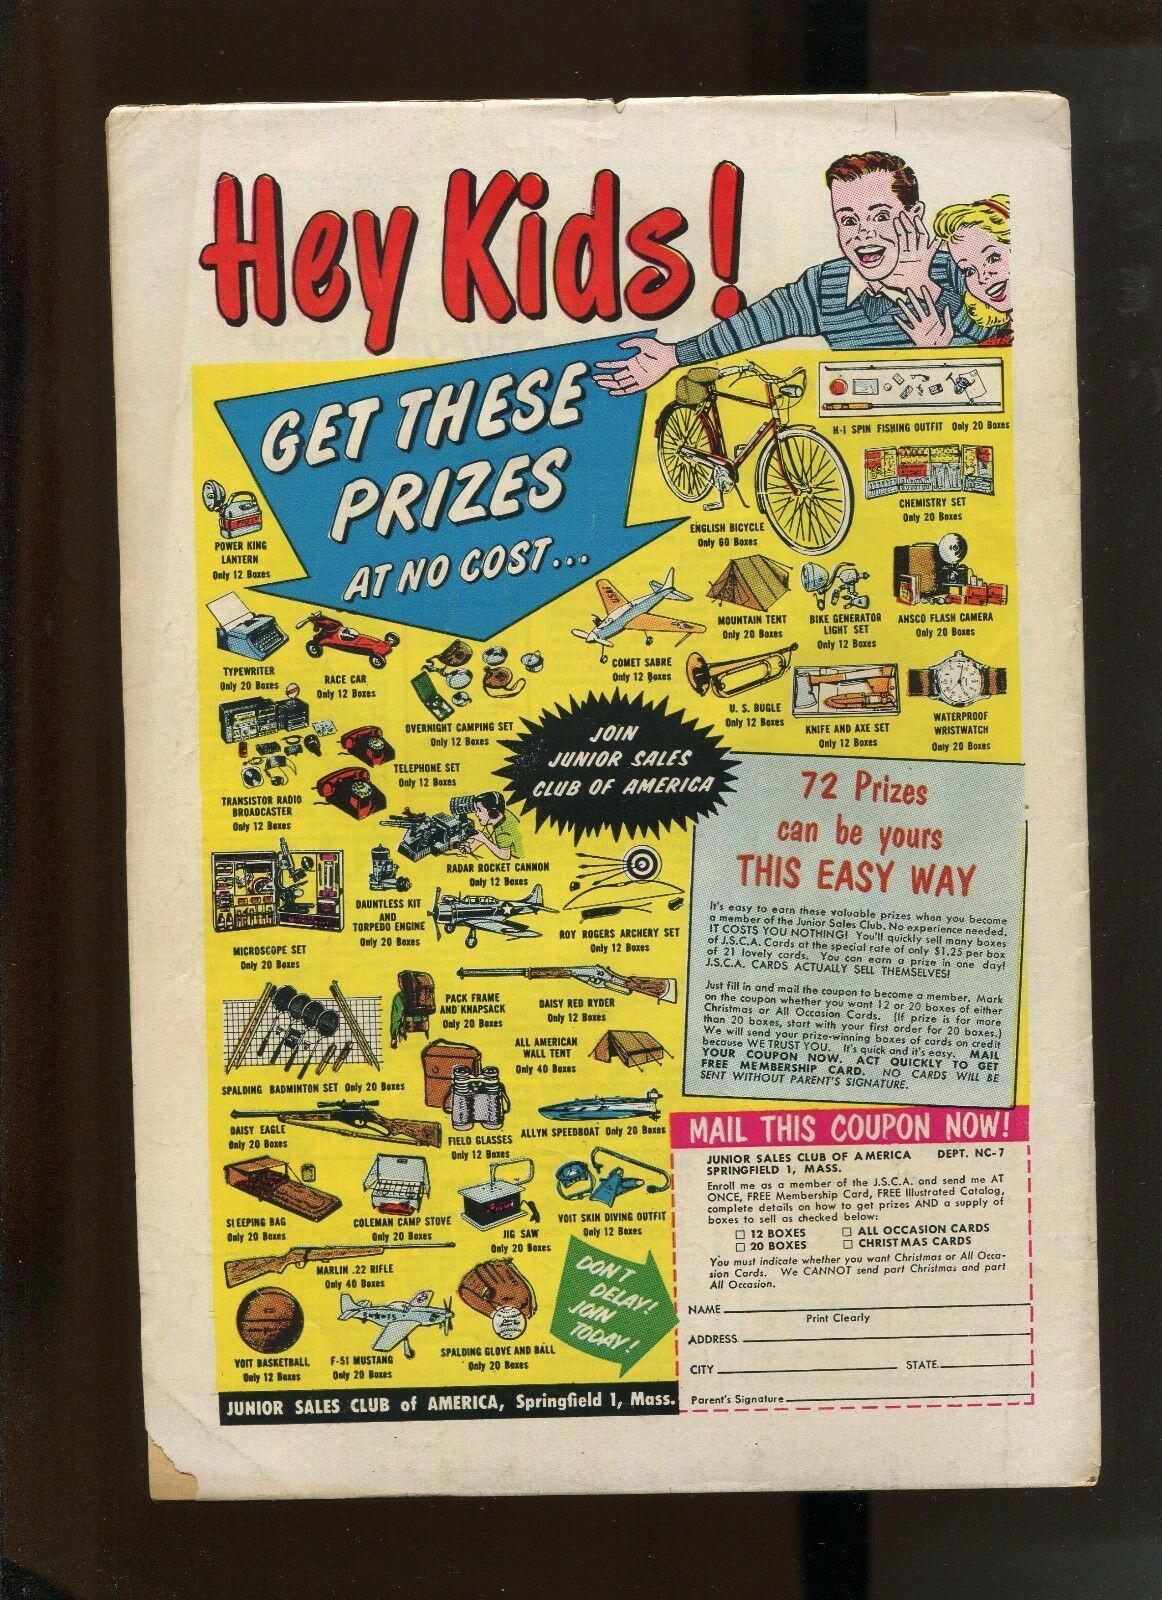 Hey Kids!
GET THESE
PRIZES
AT NO COST...
H-I SPIN FISHING OUTFIT Only 20 Boxes
CHEMISTRY SET
Only 20 Boxes
ENGLISH BICYCLE
Only 60 Boxes
POWER KING
LANTERN
Only 12 Boxes
MOUNTAIN TENT
Only 20 Boxes
BIKE GENERATOR
LIGHT SET
Only 12 Boxes
ANSCO FLASH CAMERA
Only 20 Boxes
TYPEWRITER
Only 20 Boxes
RACE CAR
Only 12 Boxes
COMET SABRE
Only 12 Boxes
OVERNIGHT CAMPING SET
Only 12 Boxes
U. S. BUGLE
Only 12 Boxes
KNIFE AND AXE SET
Only 12 Boxes
WATERPROOF
WRISTWATCH
Only 20 Boxes
JOIN
JUNIOR SALES
CLUB OF AMERICA
TELEPHONE SET
Only 12 Boxes
TRANSISTOR RADIO
BROADCASTER
Only 12 Boxes
RADAR ROCKET CANNON
Only 12 Boxes
DAUNTLESS KIT
AND
TORPEDO ENGINE
Only 20 Boxes
ROY ROGERS ARCHERY SET
Only 12 Boxes
MICROSCOPE SET
Only 20 Boxes
PACK FRAME
AND KNAPSACK
Only 20 Boxes
DAISY RED RYDER
Only 12 Boxes
ALL AMERICAN
WALL TENT
Only 40 Boxes
SPALDING BADMINTON SET Only 20 Boxes
DAISY EAGLE
Only 20 Boxes
FIELD GLASSES
Only 12 Boxes
ALLYN SPEEDBOAT Only 20 Boxes
SLEEPING BAG
Only 20 Boxes
COLEMAN CAMP STOVE
Only 20 Boxes
JIG SAW
Only 20 Boxes
VOIT SKIN DIVING OUTFIT
Only 12 Boxes
MARLIN .22 RIFLE
Only 40 Boxes
VOIT BASKETBALL
Only 12 Boxes
F-51 MUSTANG
Only 20 Boxes
SPALDING GLOVE AND BALL
Only 20 Boxes
DON'T
DELAY!
JOIN
TODAY!
JUNIOR SALES CLUB of AMERICA, Springfield 1, Mass.
72 Prizes
can be yours
THIS EASY WAY
It's easy to earn these valuable prizes when you become
a member of the Junior Sales Club. No experience needed.
IT COSTS YOU NOTHING! You'll quickly sell many boxes
of J.S.C.A. Cards at the special rate of only $1.25 per box
of 21 lovely cards. You can earn a prize in one day!
J.S.C.A. CARDS ACTUALLY SELL THEMSELVES!
Just fill in and mail the coupon to become a member. Mark
on the coupon whether you want 12 or 20 boxes of either
Christmas or All Occasion Cards. (If prize is for more
than 20 boxes, start with your first order for 20 boxes.)
We will send your prize-winning boxes of cards on credit
because WE TRUST YOU. It's quick and it's easy. MAIL
YOUR COUPON NOW. ACT QUICKLY TO GET
FREE MEMBERSHIP CARD. NO CARDS WILL BE
SENT WITHOUT PARENT'S SIGNATURE.
MAIL THIS COUPON NOW!
JUNIOR SALES CLUB OF AMERICA DEPT. NC-7
SPRINGFIELD 1, MASS.
Enroll me as a member of the J.S.C.A. and send me AT
ONCE, FREE Membership Card, FREE Illustrated Catalog,
complete details on how to get prizes AND a supply of
boxes to sell as checked below:
□ 12 BOXES □ ALL OCCASION CARDS
□ 20 BOXES □ CHRISTMAS CARDS
You must indicate whether you want Christmas or All Occa-
sion Cards. We CANNOT send part Christmas and part
All Occasion.
NAME
Print Clearly
ADDRESS
CITY STATE
Parent's Signature